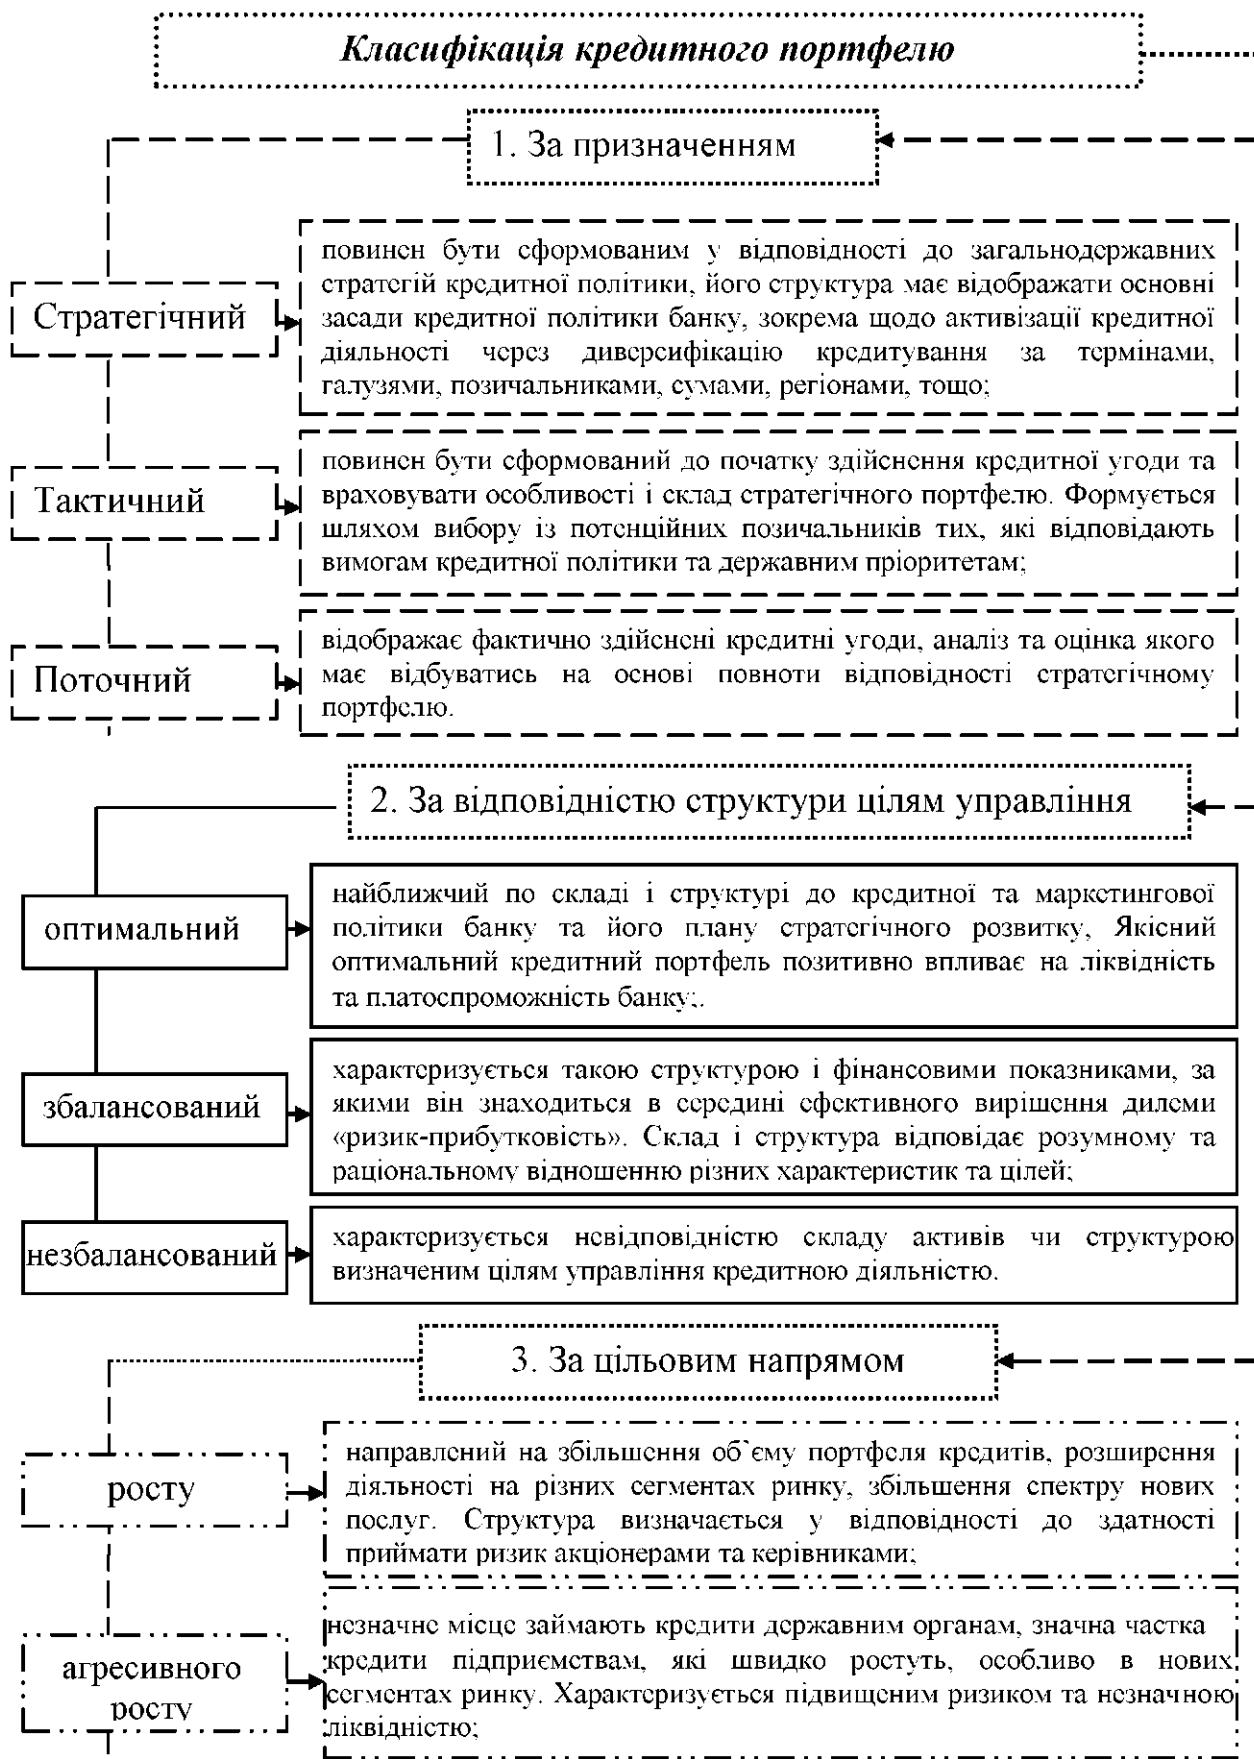 Класифікація кредитного портфелю
1. За призначенням
Стратегічний
повинен бути сформованим у відповідності до загальнодержавних
стратегій кредитної політики, його структура має відображати основні
засади кредитної політики банку, зокрема щодо активізації кредитної
діяльності через диверсифікацію кредитування за термінами,
галузями, позичальниками, сумами, регіонами, тощо;
Тактичний
повинен бути сформований до початку здійснення кредитної угоди та
враховувати особливості і склад стратегічного портфелю. Формується
шляхом вибору із потенційних позичальників тих, які відповідають
вимогам кредитної політики та державним пріоритетам;
Поточний
відображає фактично здійснені кредитні угоди, аналіз та оцінка якого
має відбуватись на основі повноти відповідності стратегічному
портфелю.
2. За відповідністю структури цілям управління
оптимальний
найближчий по складі і структурі до кредитної та маркетингової
політики банку та його плану стратегічного розвитку, Якісний
оптимальний кредитний портфель позитивно впливає на ліквідність
та платоспроможність банку;.
збалансований
характеризується такою структурою і фінансовими показниками, за
якими він знаходиться в середині ефективного вирішення дилеми
«ризик-прибутковість». Склад і структура відповідає розумному та
раціональному відношенню різних характеристик та цілей;
незбалансований
характеризується невідповідністю складу активів чи структурою
визначеним цілям управління кредитною діяльністю.
3. За цільовим напрямом
росту
направлений на збільшення об`єму портфеля кредитів, розширення
діяльності на різних сегментах ринку, збільшення спектру нових
послуг. Структура визначається у відповідності до здатності
приймати ризик акціонерами та керівниками;
агресивного
росту
незначне місце займають кредити державним органам, значна частка
кредити підприємствам, які швидко ростуть, особливо в нових
сегментах ринку. Характеризується підвищеним ризиком та незначною
ліквідністю;